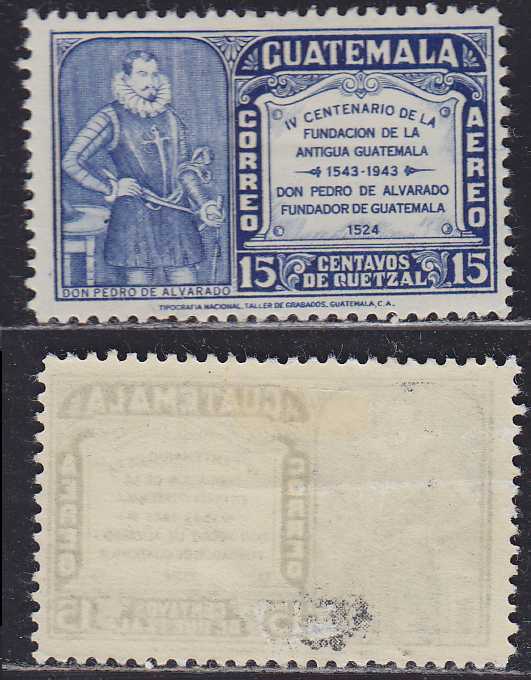 GUATEMALA
CORREO
AEREO
IV CENTENARIO DE LA
FUNDACION DE LA
ANTIGUA GUATEMALA
1543-1943
DON PEDRO DE ALVARADO
FUNDADOR DE GUATEMALA
1524
15 CENTAVOS DE QUETZAL 15
DON PEDRO DE ALVARADO
TIPOGRAFIA NACIONAL, TALLER DE GRABADOS, GUATEMALA, C.A.